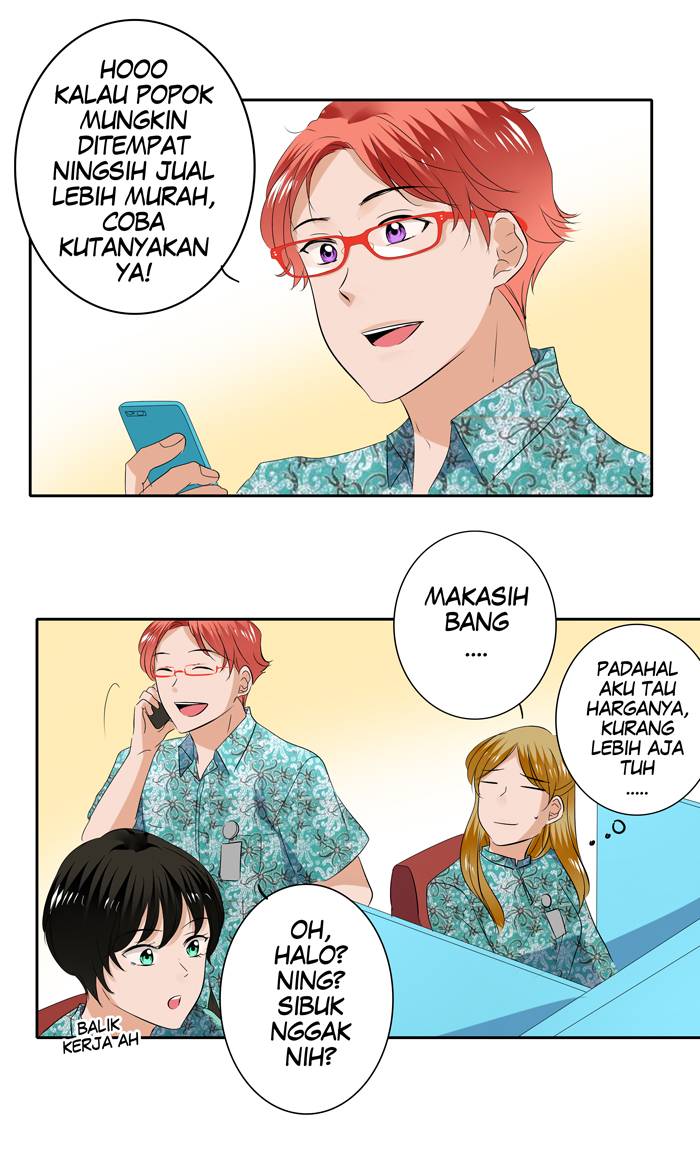 HOOO
KALAU POPOK
MUNGKIN
DITEMPAT
NINGSIH JUAL
LEBIH MURAH,
COBA
KUTANYAKAN
YA!
MAKASIH
BANG
....
PADAHAL
AKU TAU
HARGANYA,
KURANG
LEBIH AJA
TUH
.....
OH,
HALO?
NING?
SIBUK
NGGAK
NIH?
BALIK
KERJA AH